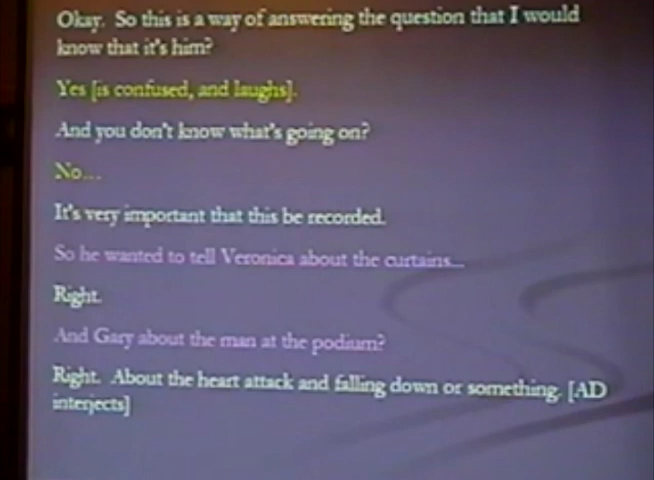 Okay. So this is a way of answering the question that I would
know that it's him?
Yes [is confused, and laughs].
And you don't know what's going on?
No...
It's very important that this be recorded.
So he wanted to tell Veronica about the curtains...
Right.
And Gary about the man at the podium?
Right. About the heart attack and falling down or something. [AD
interjects]